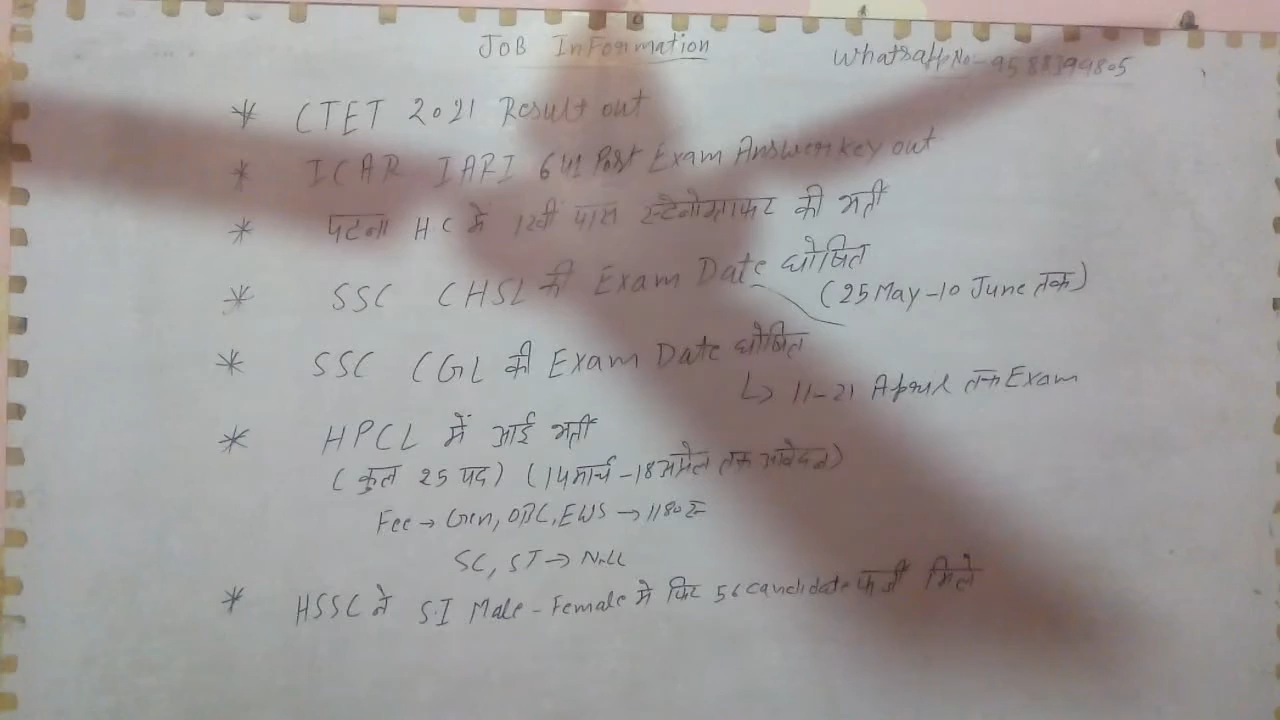 JOB Information
Whatsapp No- 9588394805
* CTET 2021 Result out
* ICAR IARI 641 Post Exam Answer key out
* पटना HC मे 12वीं पास स्टेनोग्राफर की भर्ती
* SSC CHSL की Exam Date घोषित
(25 May -10 June तक)
* SSC CGL की Exam Date घोषित
↳ 11-21 April तक Exam
* HPCL में आई भर्ती
(कुल 25 पद) (14 मार्च -18 अप्रैल तक आवेदन)
Fee → Gen, OBC, EWS → 1180रु
SC, ST → Null
* HSSC ने S.I Male-Female मे फिर 56 candidate फर्जी मिले